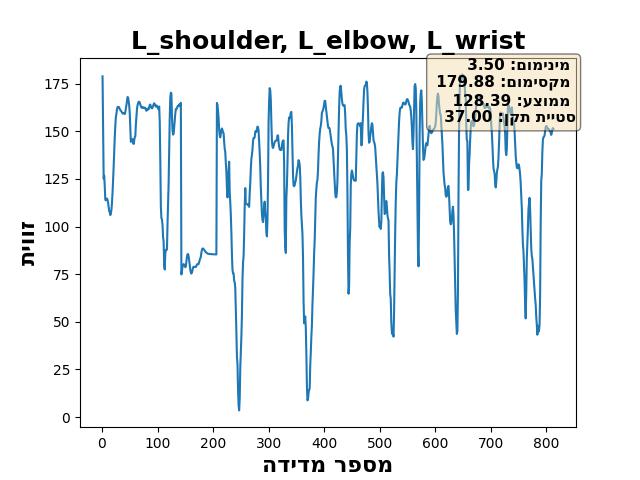 L_shoulder, L_elbow, L_wrist
מינימום: 3.50
מקסימום: 179.88
ממוצע: 128.39
סטיית תקן: 37.00
זווית
175
150
125
100
75
50
25
0
0 100 200 300 400 500 600 700 800
מספר מדידה